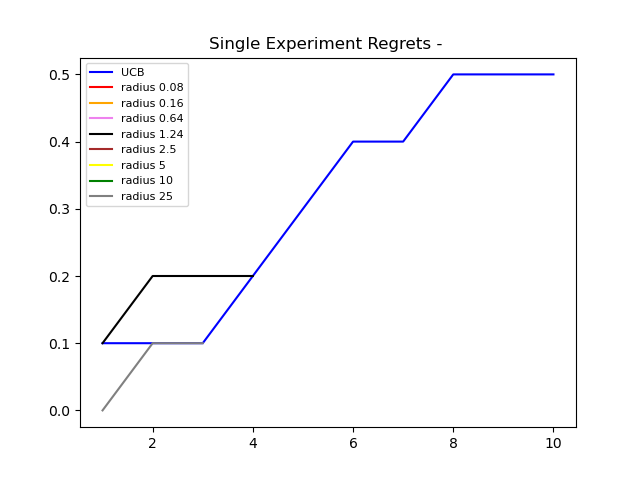 Single Experiment Regrets -
UCB
radius 0.08
radius 0.16
radius 0.64
radius 1.24
radius 2.5
radius 5
radius 10
radius 25
0.5
0.4
0.3
0.2
0.1
0.0
2 4 6 8 10